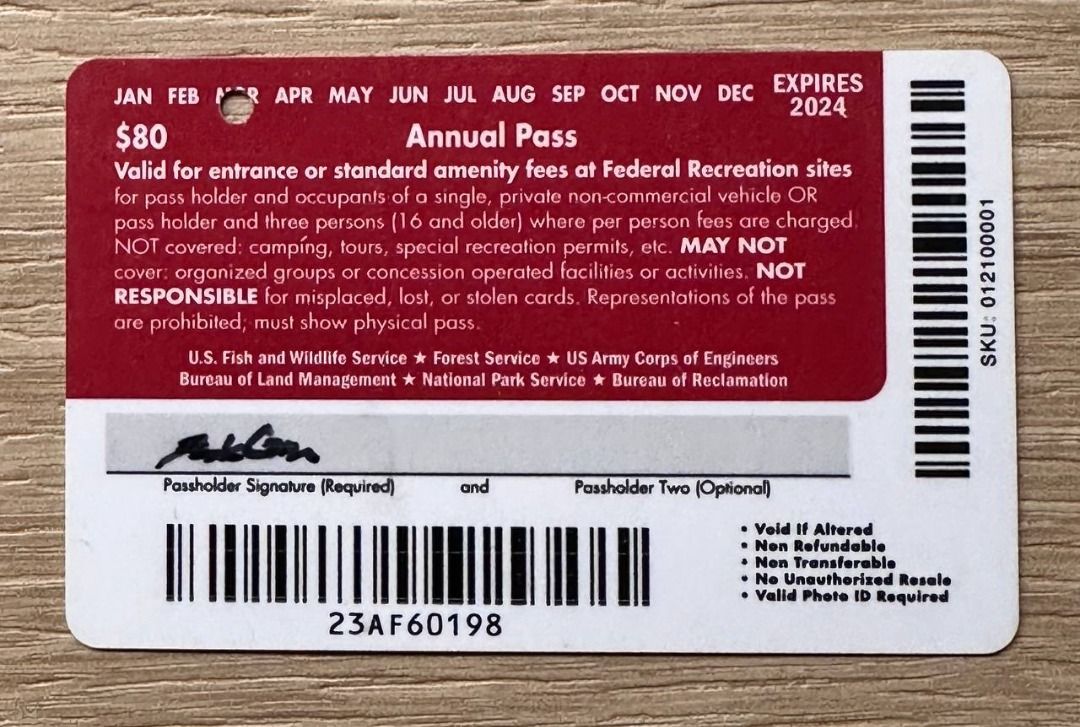 JAN FEB MAR APR MAY JUN JUL AUG SEP OCT NOV DEC
EXPIRES
2024
$80
Annual Pass
Valid for entrance or standard amenity fees at Federal Recreation sites
for pass holder and occupants of a single, private non-commercial vehicle OR
pass holder and three persons (16 and older) where per person fees are charged.
NOT covered: camping, tours, special recreation permits, etc. MAY NOT
cover: organized groups or concession operated facilities or activities. NOT
RESPONSIBLE for misplaced, lost, or stolen cards. Representations of the pass
are prohibited; must show physical pass.
U.S. Fish and Wildlife Service ★ Forest Service ★ US Army Corps of Engineers
Bureau of Land Management ★ National Park Service ★ Bureau of Reclamation
Passholder Signature (Required) and Passholder Two (Optional)
23AF60198
• Void If Altered
• Non Refundable
• Non Transferable
• No Unauthorized Resale
• Valid Photo ID Required
SKU: 012100001